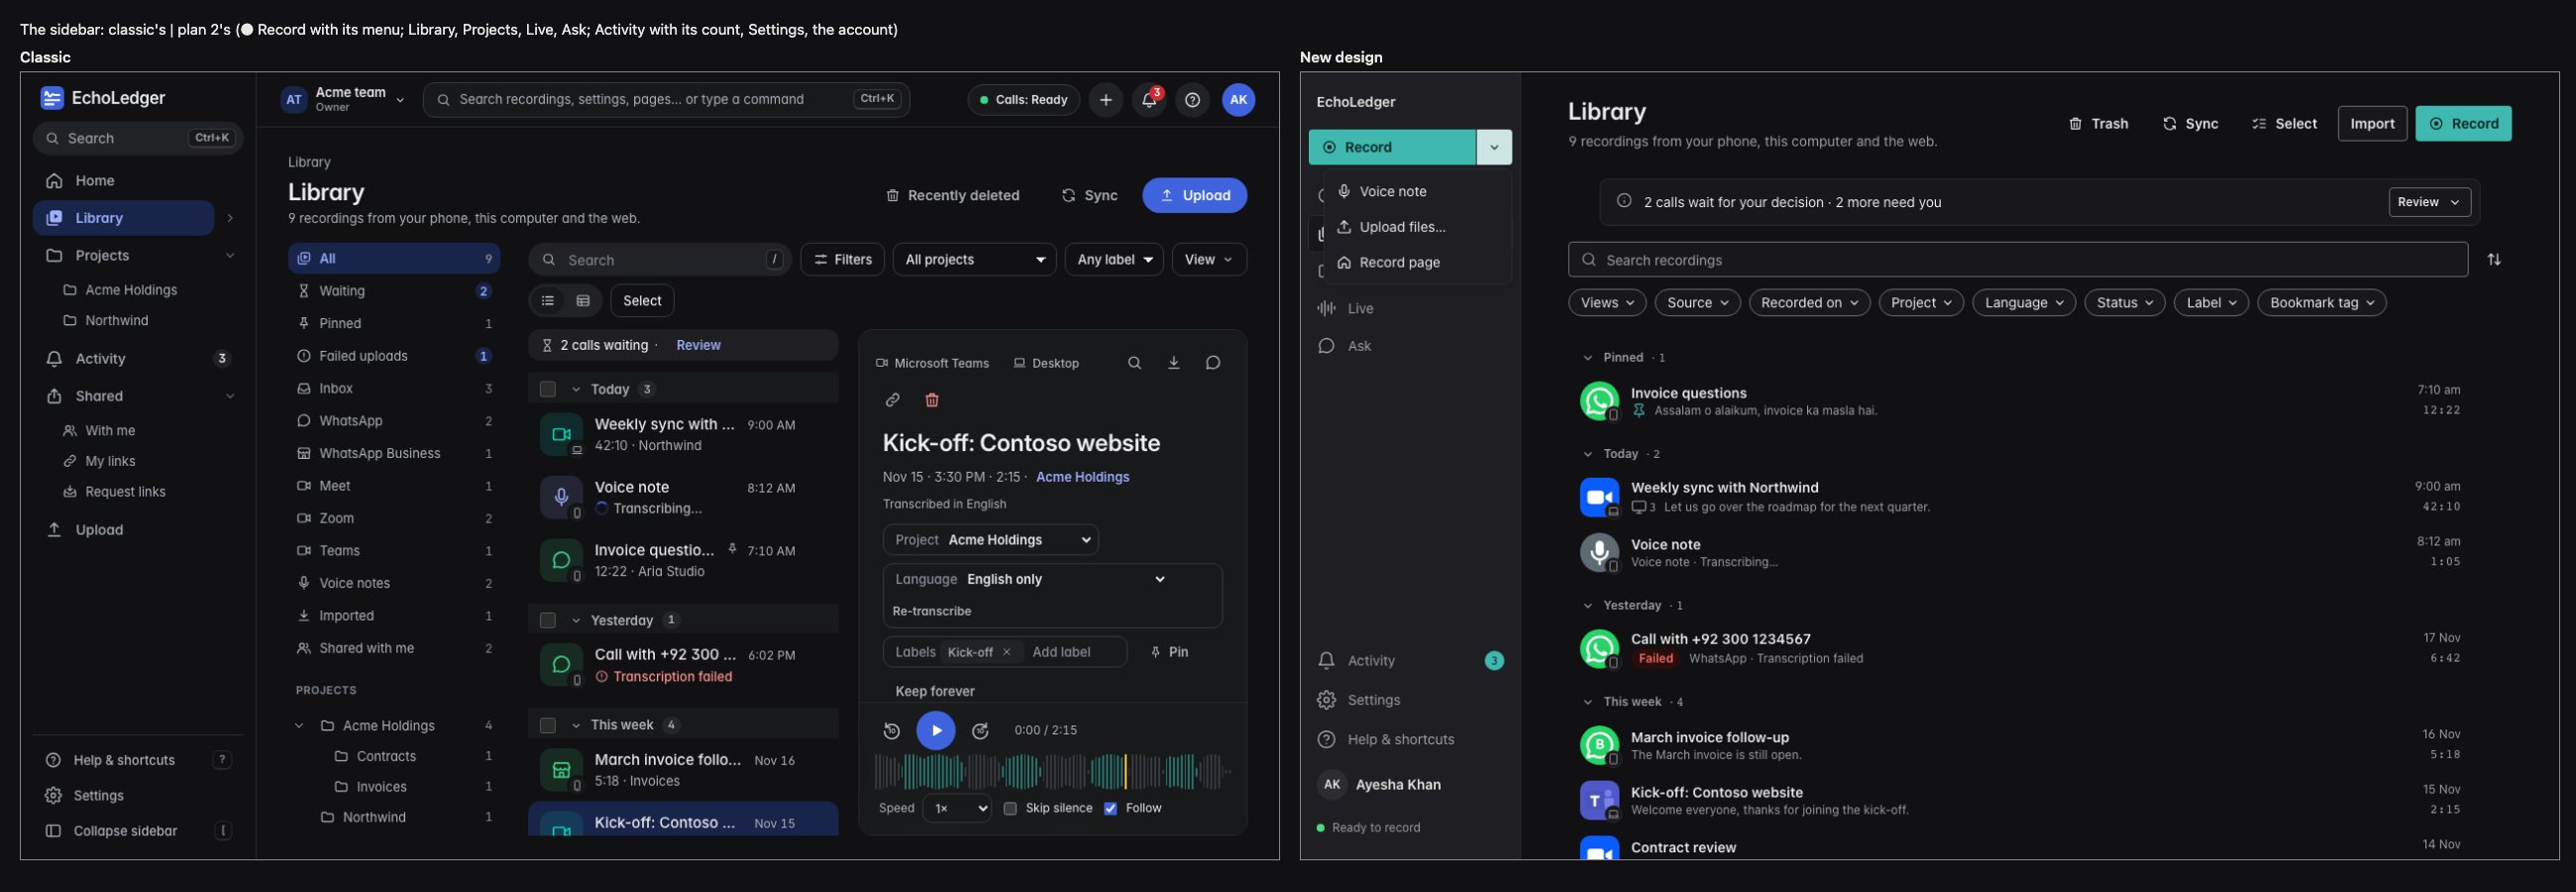 The sidebar: classic's | plan 2's (● Record with its menu; Library, Projects, Live, Ask; Activity with its count, Settings, the account)
Classic
EchoLedger
Search Ctrl+K
Home
Library
Projects
Acme Holdings
Northwind
Activity 3
Shared
With me
My links
Request links
Upload
Help & shortcuts ?
Settings
Collapse sidebar [
AT Acme team
Owner
Search recordings, settings, pages... or type a command Ctrl+K
Calls: Ready
3
AK
Library
Library
9 recordings from your phone, this computer and the web.
Recently deleted Sync Upload
All 9
Waiting 2
Pinned 1
Failed uploads 1
Inbox 3
WhatsApp 2
WhatsApp Business 1
Meet 1
Zoom 2
Teams 1
Voice notes 2
Imported 1
Shared with me 2
PROJECTS
Acme Holdings 4
Contracts 1
Invoices 1
Northwind 1
Search / Filters All projects Any label View
Select
2 calls waiting · Review
Today 3
Weekly sync with ... 9:00 AM
42:10 · Northwind
Voice note 8:12 AM
Transcribing...
Invoice questio... 7:10 AM
12:22 · Aria Studio
Yesterday 1
Call with +92 300 ... 6:02 PM
Transcription failed
This week 4
March invoice follo... Nov 16
5:18 · Invoices
Kick-off: Contoso ... Nov 15
Microsoft Teams Desktop
Kick-off: Contoso website
Nov 15 · 3:30 PM · 2:15 · Acme Holdings
Transcribed in English
Project Acme Holdings
Language English only
Re-transcribe
Labels Kick-off × Add label Pin
Keep forever
10 10 0:00 / 2:15
Speed 1× Skip silence Follow
New design
EchoLedger
Record
Voice note
Upload files...
Record page
Live
Ask
Activity 3
Settings
Help & shortcuts
AK Ayesha Khan
Ready to record
Library
9 recordings from your phone, this computer and the web.
Trash Sync Select Import Record
2 calls wait for your decision · 2 more need you Review
Search recordings
Views Source Recorded on Project Language Status Label Bookmark tag
Pinned · 1
Invoice questions 7:10 am
Assalam o alaikum, invoice ka masla hai. 12:22
Today · 2
Weekly sync with Northwind 9:00 am
3 Let us go over the roadmap for the next quarter. 42:10
Voice note 8:12 am
Voice note · Transcribing... 1:05
Yesterday · 1
Call with +92 300 1234567 17 Nov
Failed WhatsApp · Transcription failed 6:42
This week · 4
B March invoice follow-up 16 Nov
The March invoice is still open. 5:18
T Kick-off: Contoso website 15 Nov
Welcome everyone, thanks for joining the kick-off. 2:15
Contract review 14 Nov